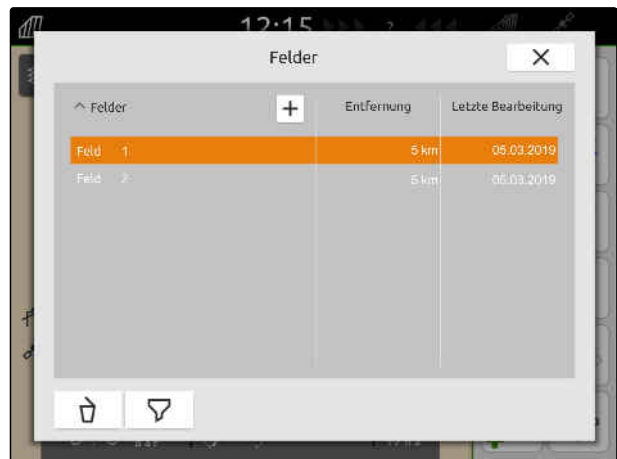 12:15
Felder
^ Felder + Entfernung Letzte Bearbeitung
Feld 1 5 km 05.03.2019
Feld 2 5 km 05.03.2019